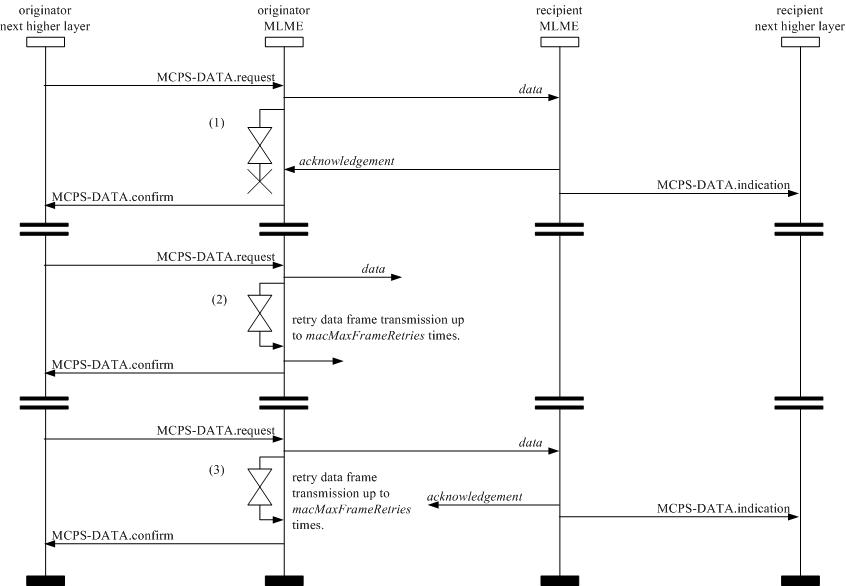 originator
next higher layer
originator
MLME
recipient
MLME
recipient
next higher layer
MCPS-DATA.request
data
(1)
acknowledgement
MCPS-DATA.indication
MCPS-DATA.confirm
MCPS-DATA.request
data
(2)
retry data frame transmission up
to macMaxFrameRetries times.
MCPS-DATA.confirm
MCPS-DATA.request
data
(3)
retry data frame
transmission up to
macMaxFrameRetries
times.
acknowledgement
MCPS-DATA.indication
MCPS-DATA.confirm